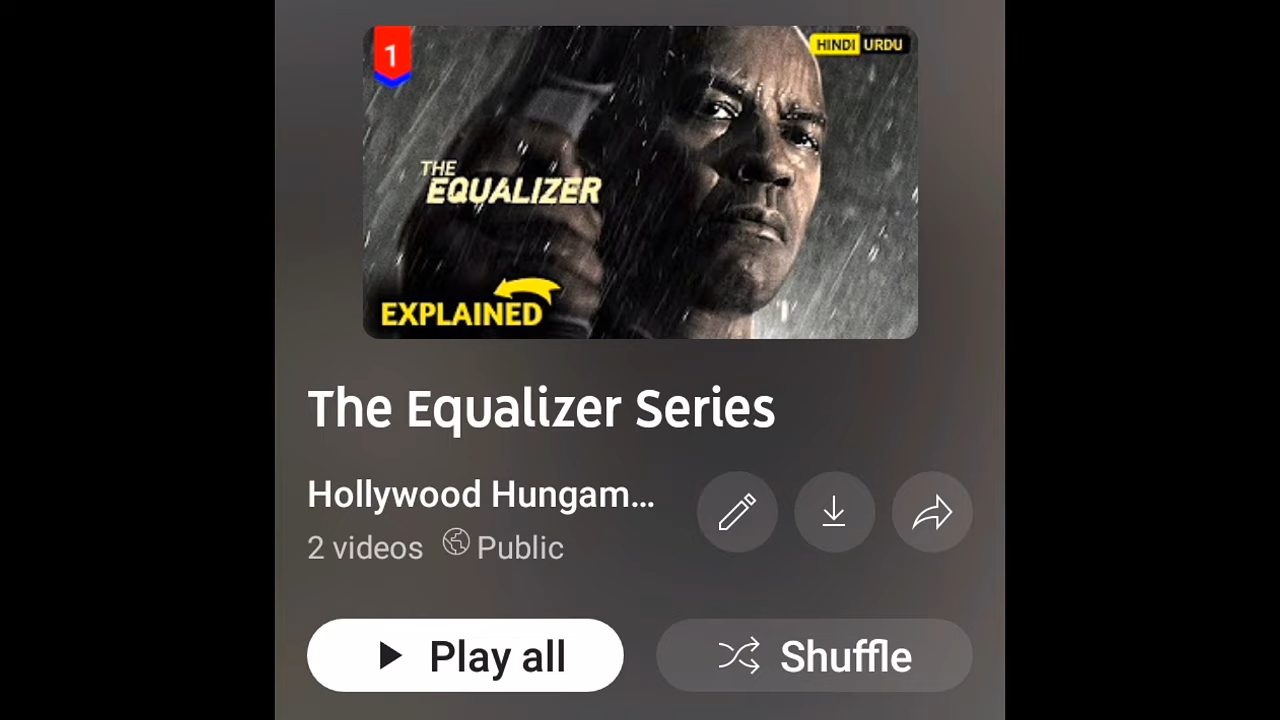 1
HINDI URDU
THE
EQUALIZER
EXPLAINED
The Equalizer Series
Hollywood Hungam...
2 videos Public
Play all
Shuffle